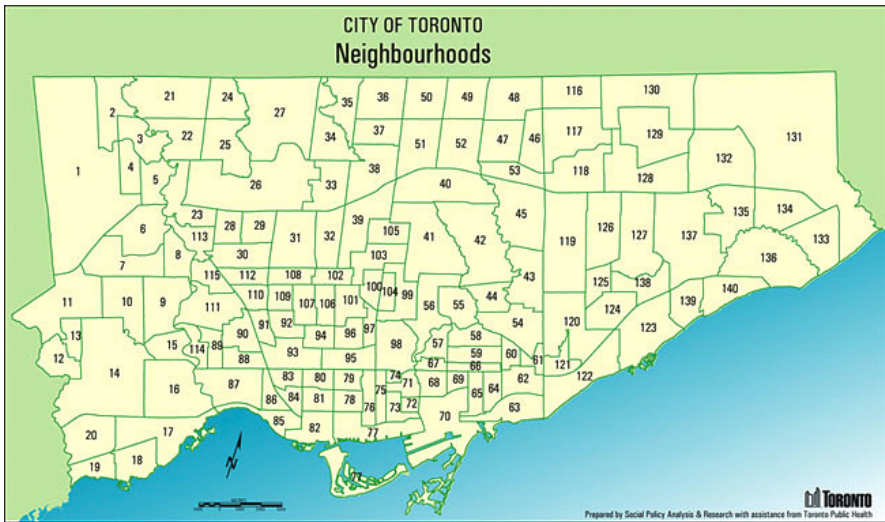 CITY OF TORONTO
Neighbourhoods
21 24 27 35 36 50 49 48 116 130
2 131
3 22 25 34 37 51 52 47 46 117 129
1 4 5 26 33 38 40 53 118 128 132
23 28 29 31 32 39 105 41 42 45 119 126 127 137 135 134
6 113 30 103 136 133
7 8 115 112 108 102 100 104 99 43 125 138
11 10 9 111 110 109 107 106 101 56 55 44 124 139 140
13 91 92 94 96 97 98 57 58 54 120 123
12 15 114 89 90 93 95 59 60 61 121
14 88 67 66 122
16 87 83 80 79 74 71 68 69 65 64 62
86 84 81 78 75 76 73 72 70 63
20 17 85 82 77
19 18 77
N
TORONTO
Prepared by Social Policy Analysis & Research with assistance from Toronto Public Health